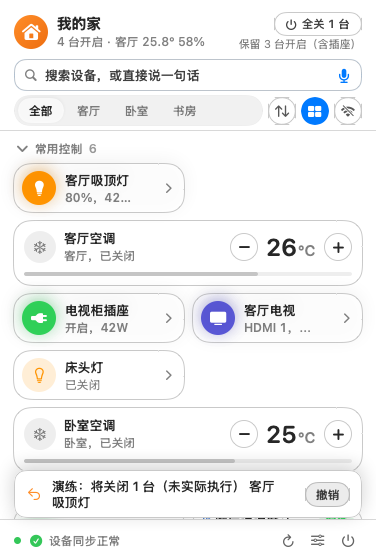 我的家
4 台开启 · 客厅 25.8° 58%
全关 1 台
保留 3 台开启（含插座）
搜索设备，或直接说一句话
全部 客厅 卧室 书房
常用控制 6
客厅吸顶灯
80%，42...
客厅空调
客厅，已关闭
26°C
电视柜插座
开启，42W
客厅电视
HDMI 1，...
床头灯
已关闭
卧室空调
卧室，已关闭
25°C
演练：将关闭 1 台（未实际执行） 客厅
吸顶灯
撤销
设备同步正常